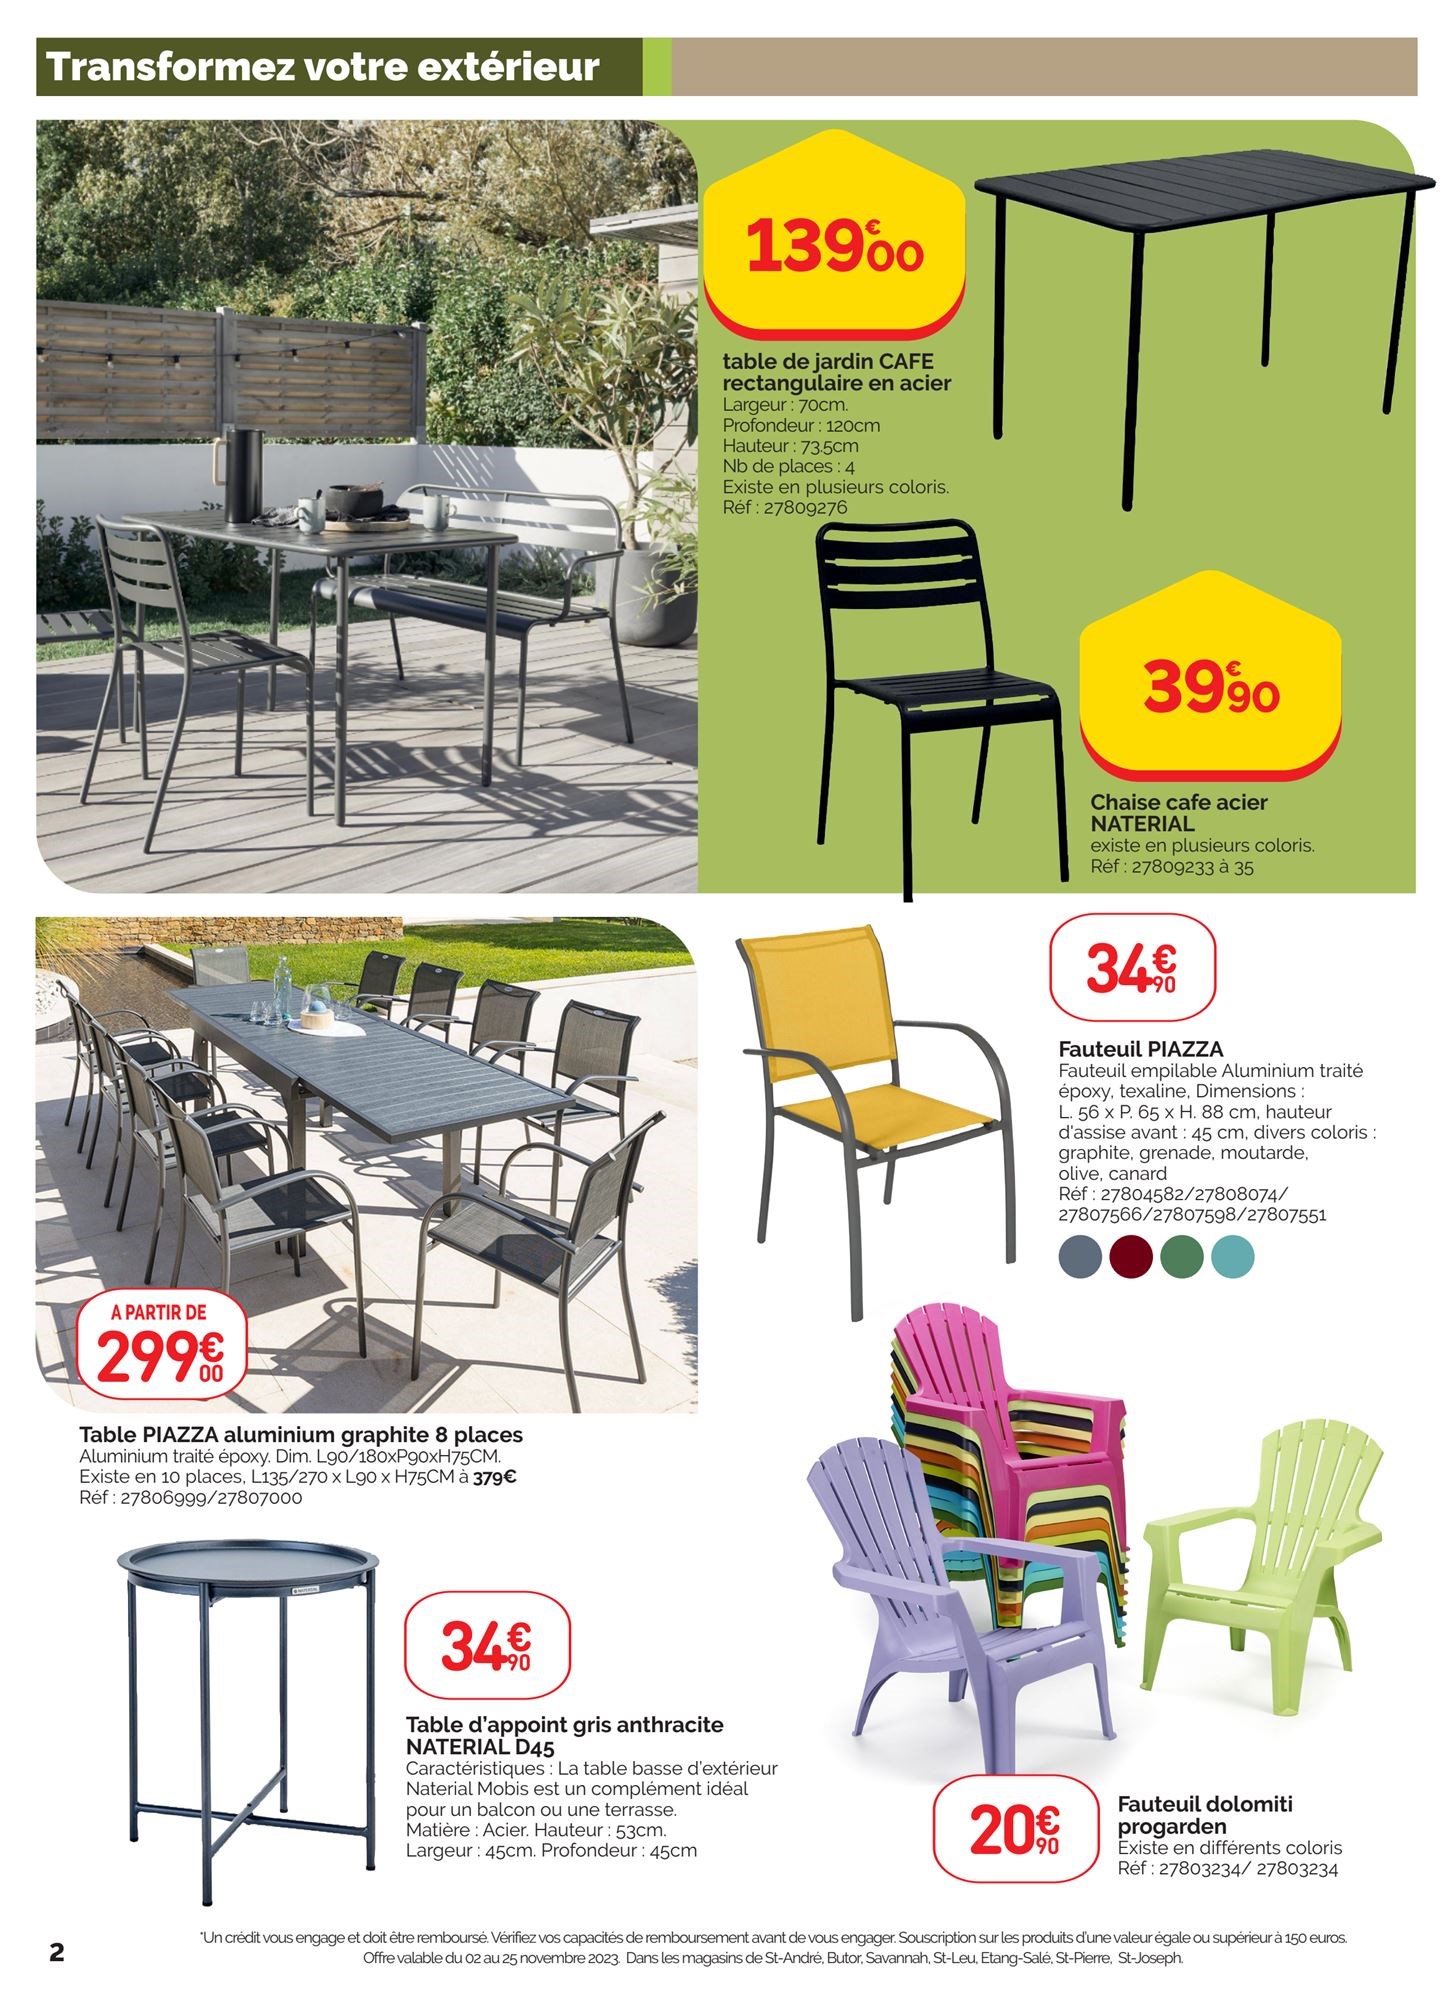 Transformez votre extérieur
139€00
table de jardin CAFE
rectangulaire en acier
Largeur : 70cm.
Profondeur : 120cm
Hauteur : 73.5cm
Nb de places : 4
Existe en plusieurs coloris.
Réf : 27809276
39€90
Chaise cafe acier
NATERIAL
existe en plusieurs coloris.
Réf : 27809233 à 35
34€90
Fauteuil PIAZZA
Fauteuil empilable Aluminium traité
époxy, texaline, Dimensions :
L. 56 x P. 65 x H. 88 cm, hauteur
d'assise avant : 45 cm, divers coloris :
graphite, grenade, moutarde,
olive, canard
Réf : 27804582/27808074/
27807566/27807598/27807551
A PARTIR DE
299€00
Table PIAZZA aluminium graphite 8 places
Aluminium traité époxy. Dim. L90/180xP90xH75CM.
Existe en 10 places, L135/270 x L90 x H75CM à 379€
Réf : 27806999/27807000
NATERIAL
34€90
Table d'appoint gris anthracite
NATERIAL D45
Caractéristiques : La table basse d'extérieur
Naterial Mobis est un complément idéal
pour un balcon ou une terrasse.
Matière : Acier. Hauteur : 53cm.
Largeur : 45cm. Profondeur : 45cm
20€90
Fauteuil dolomiti
progarden
Existe en différents coloris
Réf : 27803234/ 27803234
*Un crédit vous engage et doit être remboursé. Vérifiez vos capacités de remboursement avant de vous engager. Souscription sur les produits d'une valeur égale ou supérieur à 150 euros.
Offre valable du 02 au 25 novembre 2023. Dans les magasins de St-André, Butor, Savannah, St-Leu, Etang-Salé, St-Pierre, St-Joseph.
2